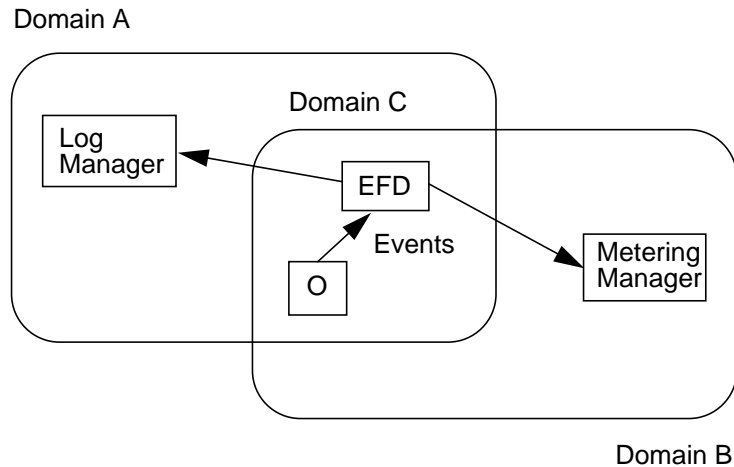 Domain A
Domain C
Log
Manager
EFD
Events
O
Metering
Manager
Domain B